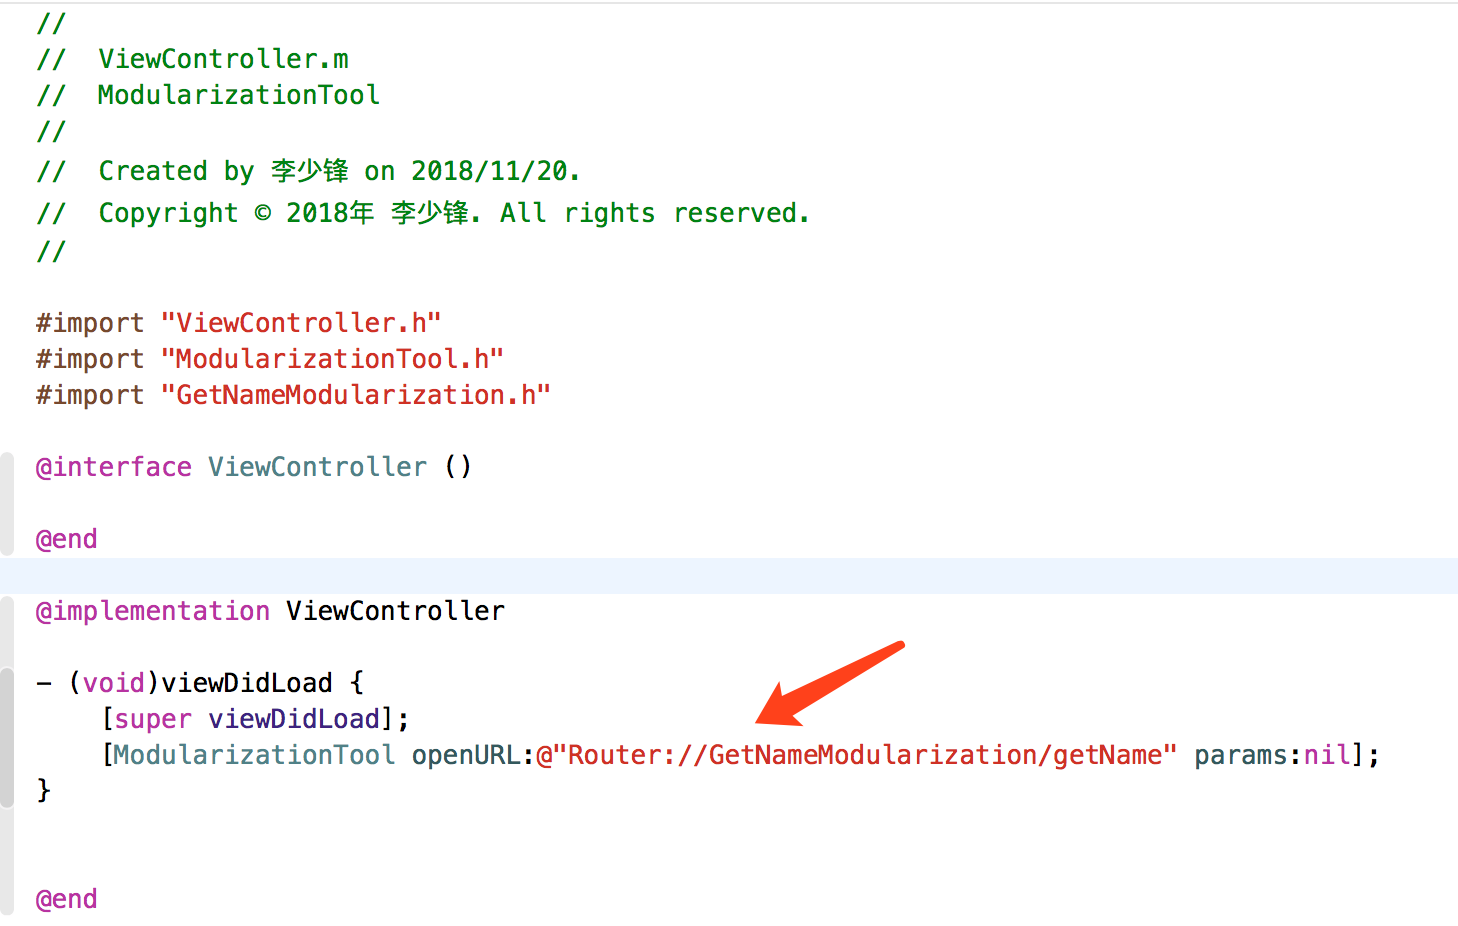 //
//  ViewController.m
//  ModularizationTool
//
//  Created by 李少锋 on 2018/11/20.
//  Copyright © 2018年 李少锋. All rights reserved.
//
#import "ViewController.h"
#import "ModularizationTool.h"
#import "GetNameModularization.h"
@interface ViewController ()
@end
@implementation ViewController
- (void)viewDidLoad {
    [super viewDidLoad];
    [ModularizationTool openURL:@"Router://GetNameModularization/getName" params:nil];
}
@end